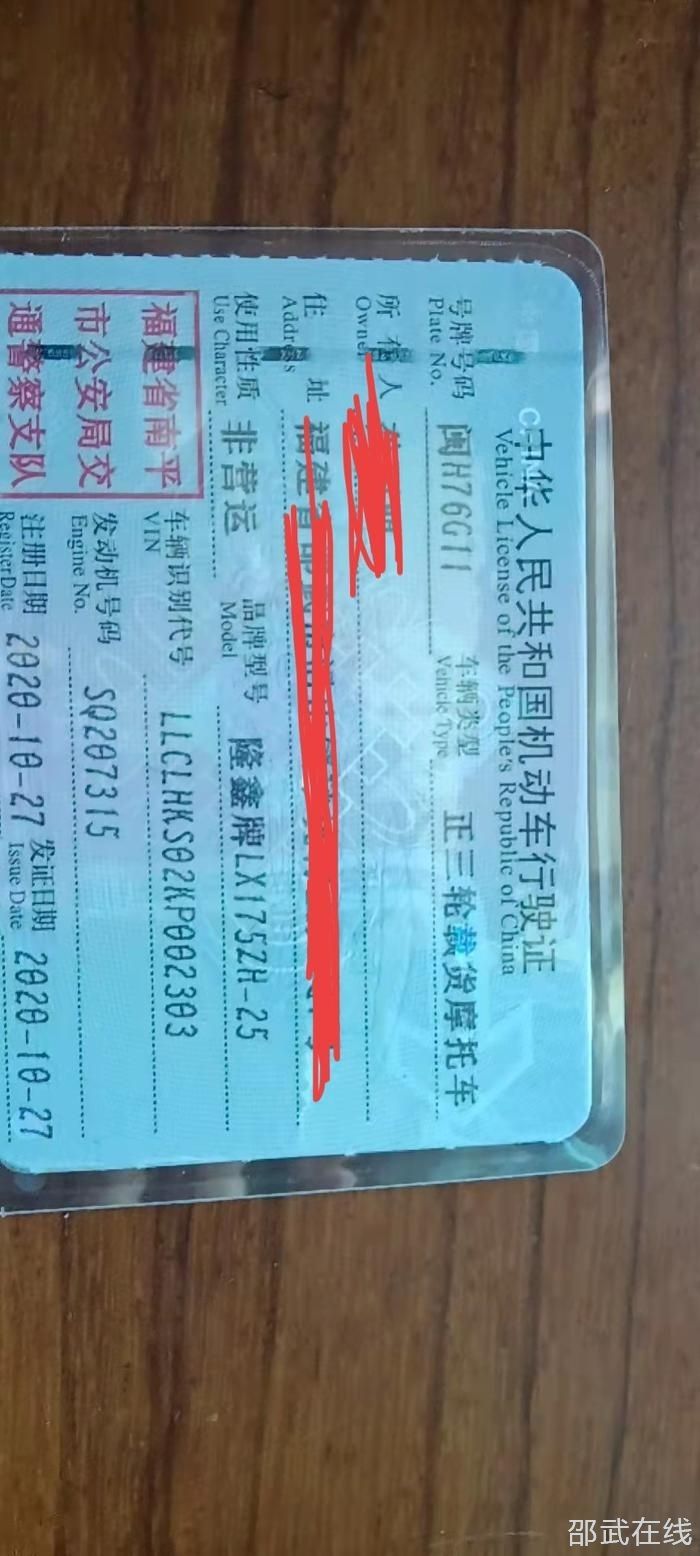 中华人民共和国机动车行驶证
Vehicle License of the People's Republic of China
号牌号码 闽H76G11 车辆类型 正三轮载货摩托车
Plate No. Vehicle Type
所有人
Owner
住址 福建省
Address
使用性质 非营运 品牌型号 隆鑫牌LX175ZH-25
Use Character Model
福建省南平
市公安局交
通警察支队
车辆识别代号 LLCLHKS02KP002303
VIN
发动机号码 SQ207315
Engine No.
注册日期 2020-10-27 发证日期 2020-10-27
Register Date Issue Date
邵武在线